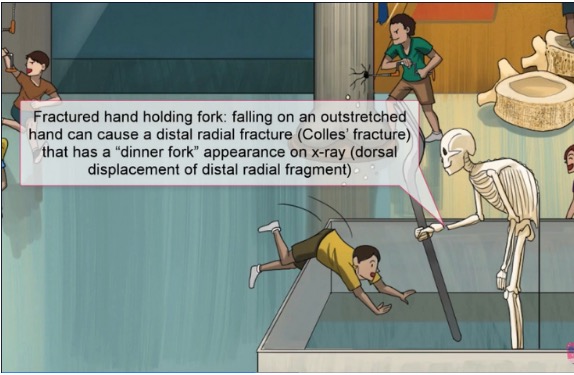 Fractured hand holding fork: falling on an outstretched
hand can cause a distal radial fracture (Colles’ fracture)
that has a “dinner fork” appearance on x-ray (dorsal
displacement of distal radial fragment)